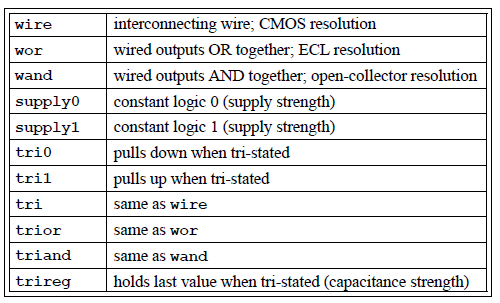 wire interconnecting wire; CMOS resolution
wor wired outputs OR together; ECL resolution
wand wired outputs AND together; open-collector resolution
supply0 constant logic 0 (supply strength)
supply1 constant logic 1 (supply strength)
tri0 pulls down when tri-stated
tri1 pulls up when tri-stated
tri same as wire
trior same as wor
triand same as wand
trireg holds last value when tri-stated (capacitance strength)